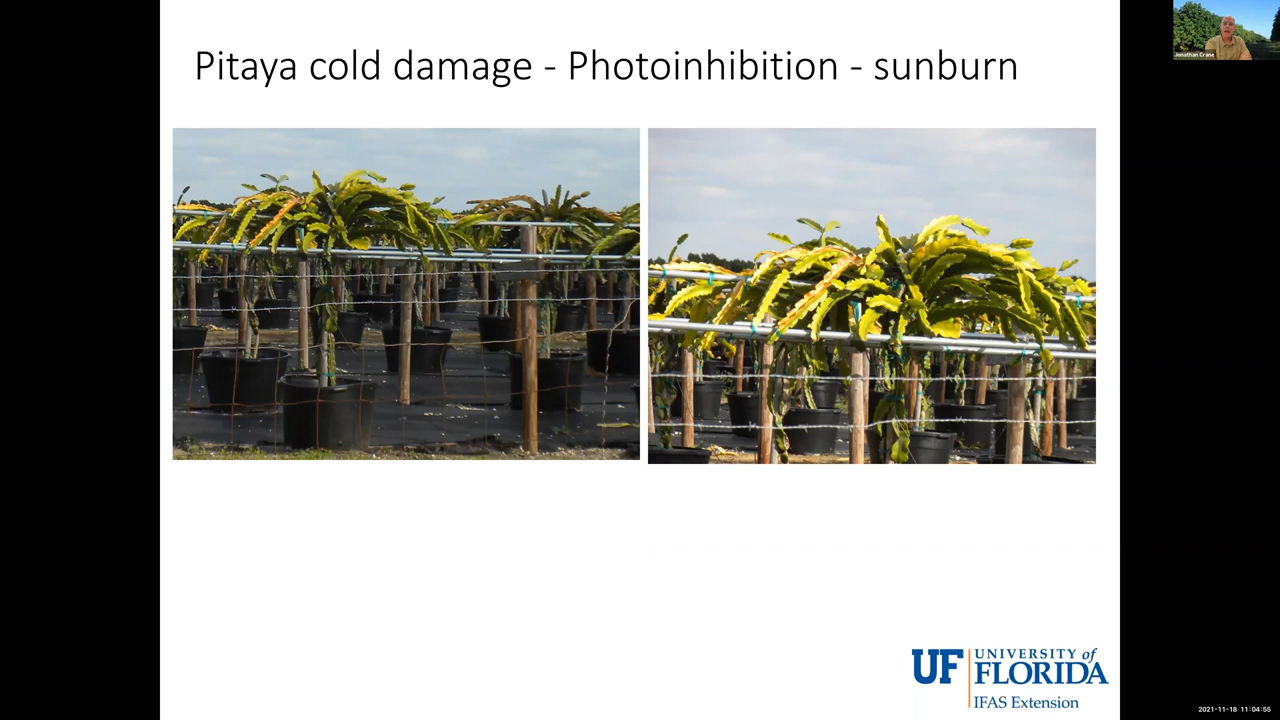 Pitaya cold damage - Photoinhibition - sunburn
Jonathan Crane
UF UNIVERSITY of FLORIDA
IFAS Extension
2021-11-18 11:04:55